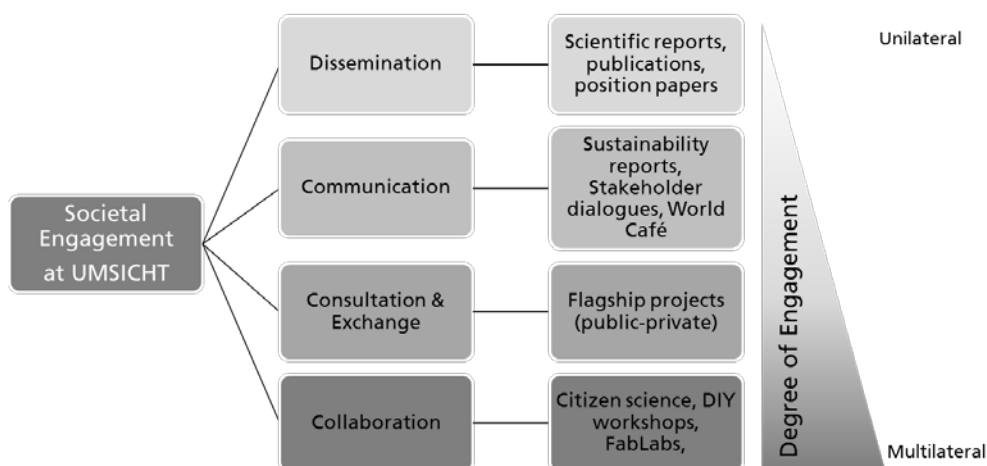 Societal
Engagement
at UMSICHT
Dissemination
Scientific reports,
publications,
position papers
Communication
Sustainability
reports,
Stakeholder
dialogues, World
Café
Consultation &
Exchange
Flagship projects
(public-private)
Collaboration
Citizen science, DIY
workshops,
FabLabs,
Degree of Engagement
Unilateral
Multilateral